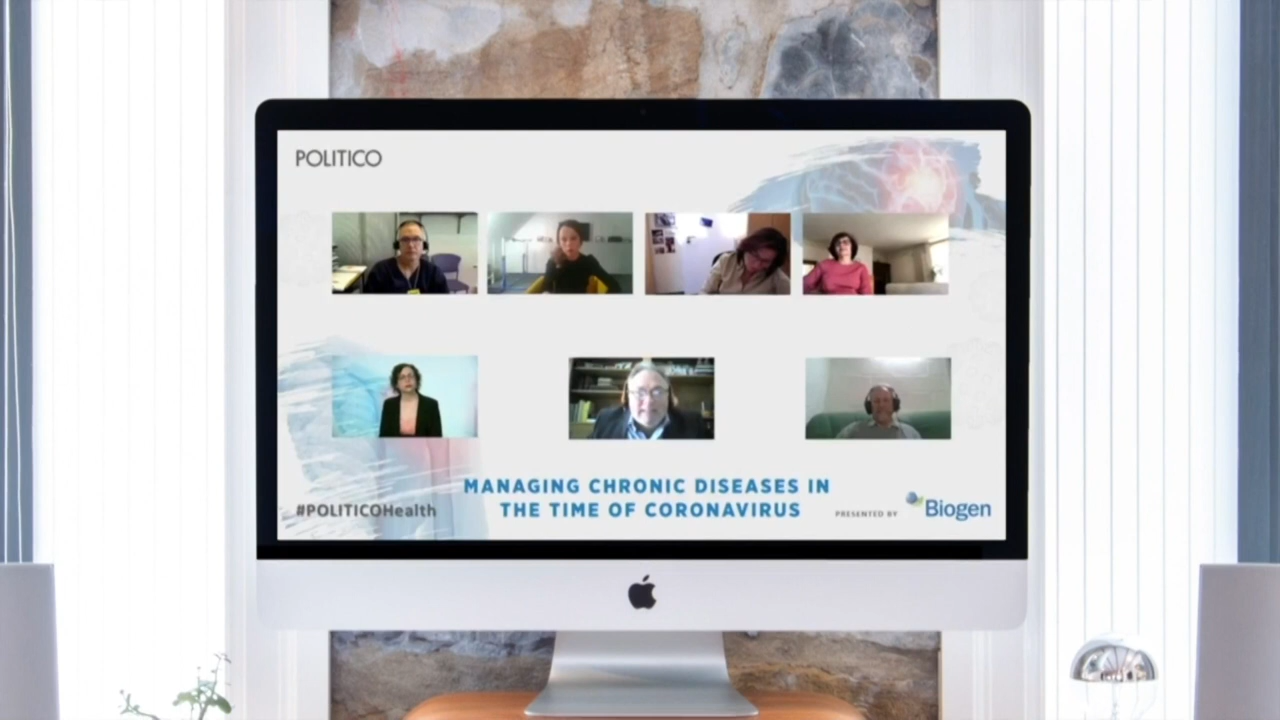 POLITICO
MANAGING CHRONIC DISEASES IN
THE TIME OF CORONAVIRUS
#POLITICOHealth
PRESENTED BY
Biogen